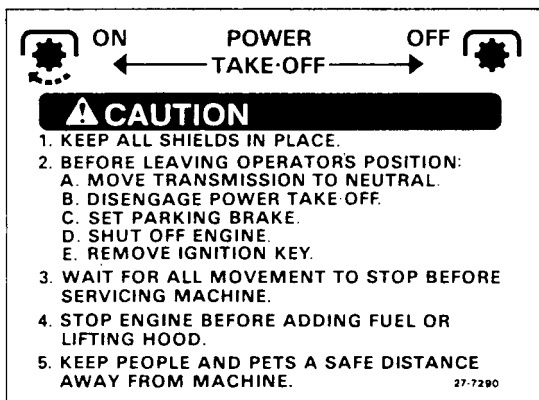 ON POWER OFF
TAKE-OFF
CAUTION
1. KEEP ALL SHIELDS IN PLACE.
2. BEFORE LEAVING OPERATOR'S POSITION:
A. MOVE TRANSMISSION TO NEUTRAL.
B. DISENGAGE POWER TAKE-OFF.
C. SET PARKING BRAKE.
D. SHUT OFF ENGINE.
E. REMOVE IGNITION KEY.
3. WAIT FOR ALL MOVEMENT TO STOP BEFORE
SERVICING MACHINE.
4. STOP ENGINE BEFORE ADDING FUEL OR
LIFTING HOOD.
5. KEEP PEOPLE AND PETS A SAFE DISTANCE
AWAY FROM MACHINE.
27-7290